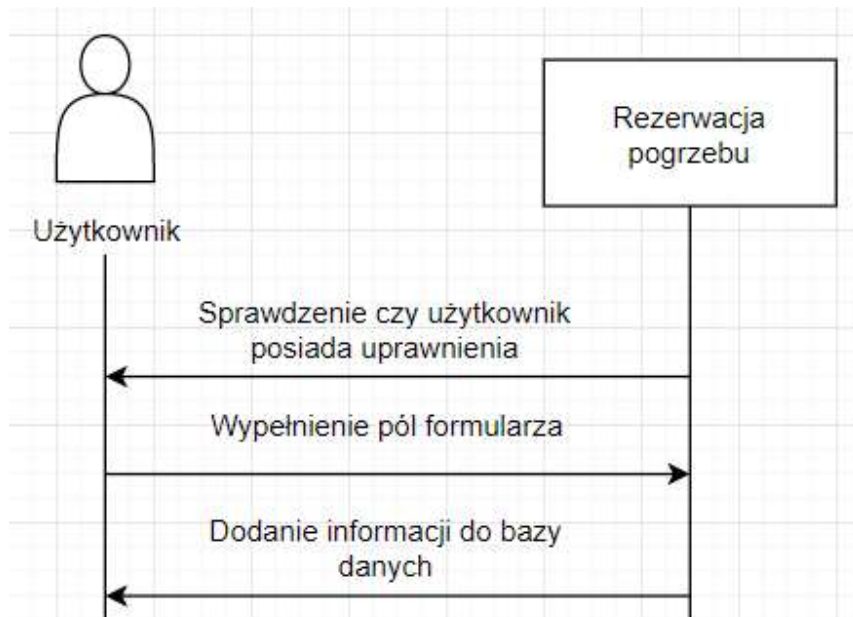 Rezerwacja
pogrzebu
Użytkownik
Sprawdzenie czy użytkownik
posiada uprawnienia
Wypełnienie pól formularza
Dodanie informacji do bazy
danych